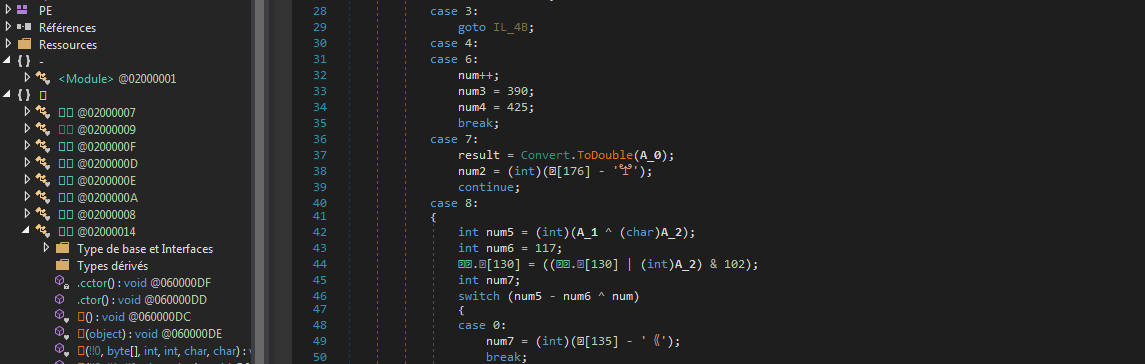 PE
Références
Ressources
-
<Module> @02000001
@02000007
@02000009
@0200000F
@0200000D
@0200000E
@0200000A
@02000008
@02000014
Type de base et Interfaces
Types dérivés
.cctor() : void @060000DF
.ctor() : void @060000DD
() : void @060000DC
(object) : void @060000DE
(!!0, byte[], int, int, char, char) :
28 case 3:
29 goto IL_4B;
30 case 4:
31 case 6:
32 num++;
33 num3 = 390;
34 num4 = 425;
35 break;
36 case 7:
37 result = Convert.ToDouble(A_0);
38 num2 = (int)([176] - '');
39 continue;
40 case 8:
41 {
42 int num5 = (int)(A_1 ^ (char)A_2);
43 int num6 = 117;
44 .[130] = ((.[130] | (int)A_2) & 102);
45 int num7;
46 switch (num5 - num6 ^ num)
47 {
48 case 0:
49 num7 = (int)([135] - '');
50 break;